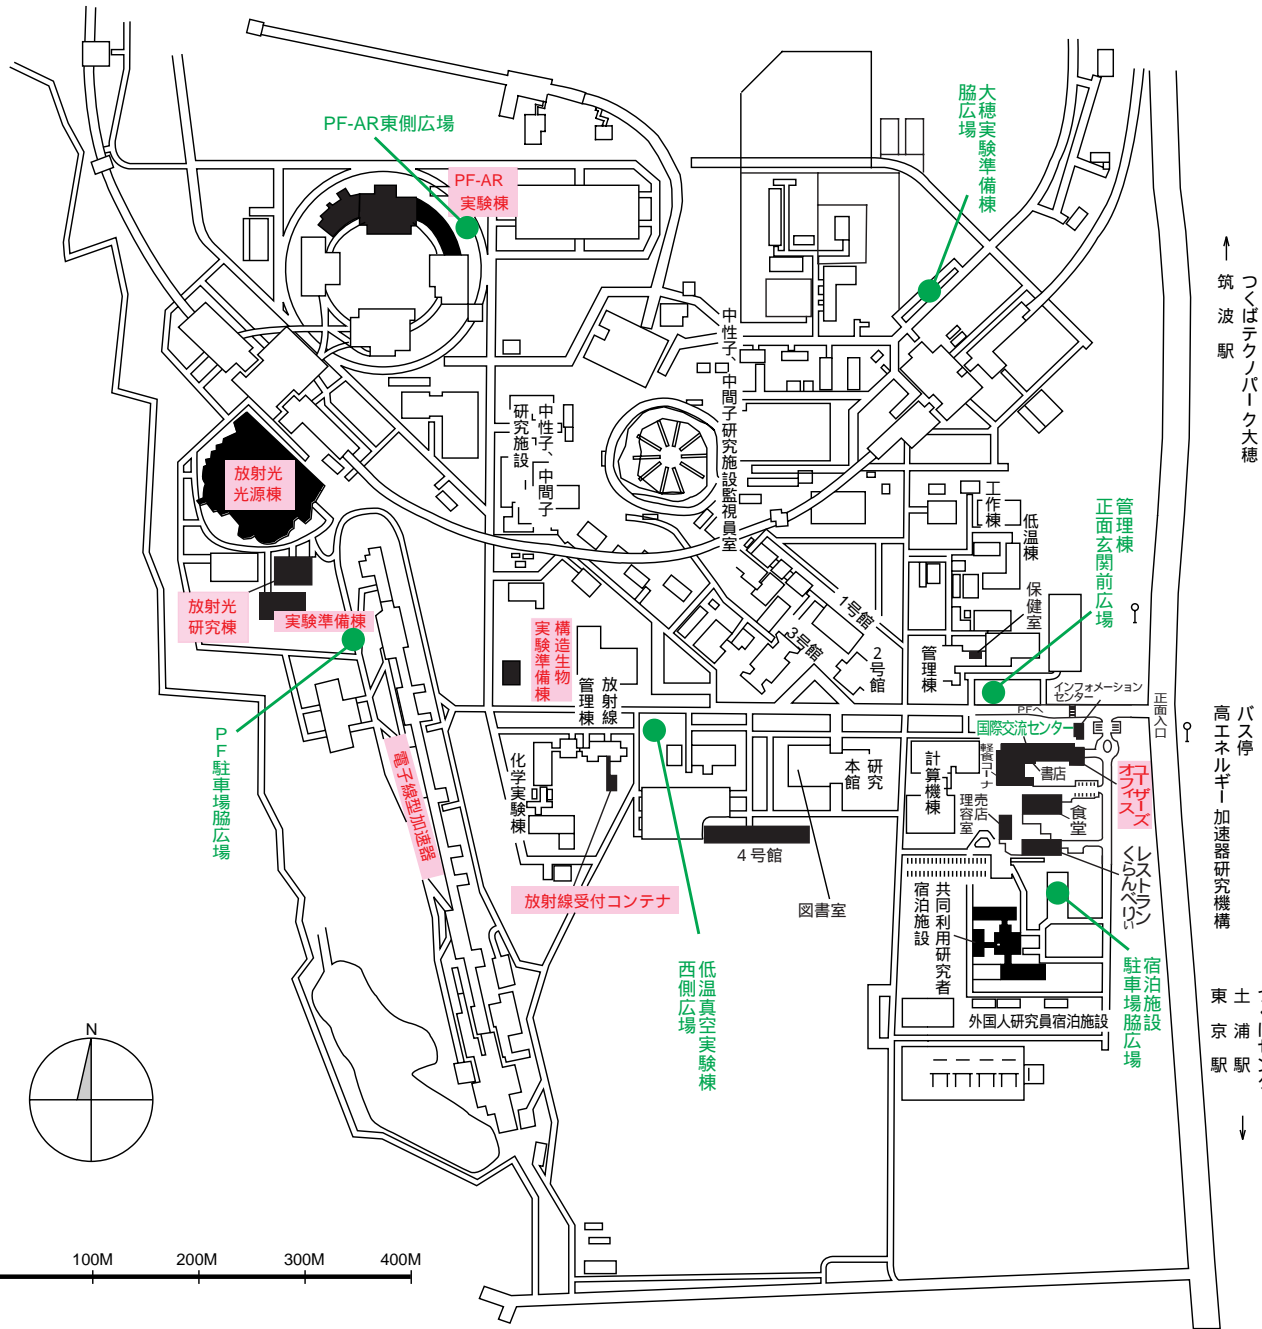 PF-AR東側広場
PF-AR
実験棟
大穂実験準備棟
脇広場
つくばテクノパーク大穂
筑波駅
中性子、中間子研究施設監視員室
中性子、中間子
研究施設
放射光
光源棟
放射光
研究棟
実験準備棟
構造生物
実験準備棟
放射線
管理棟
工作棟
低温棟
保健室
管理棟
正面玄関前広場
1号館
3号館
2号館
管理棟
インフォメーション
センター
PFへ
国際交流センター
正面入口
バス停
高エネルギー加速器研究機構
PF駐車場脇広場
電子線型加速器
化学実験棟
放射線受付コンテナ
4号館
研究
本館
図書室
計算機棟
軽食コーナ
書店
ユーザーズ
オフィス
売店
理容室
食堂
レストラン
くらんべりぃ
共同利用研究者
宿泊施設
外国人研究員宿泊施設
宿泊施設
駐車場脇広場
低温真空実験棟
西側広場
土浦駅
東京駅
N
100M
200M
300M
400M